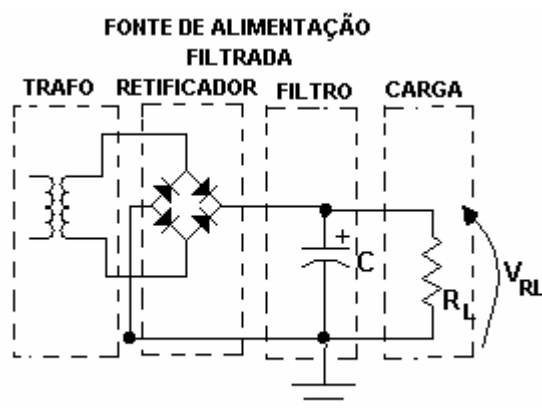 FONTE DE ALIMENTAÇÃO
FILTRADA
TRAFO RETIFICADOR FILTRO CARGA
+
C
RL
VRL